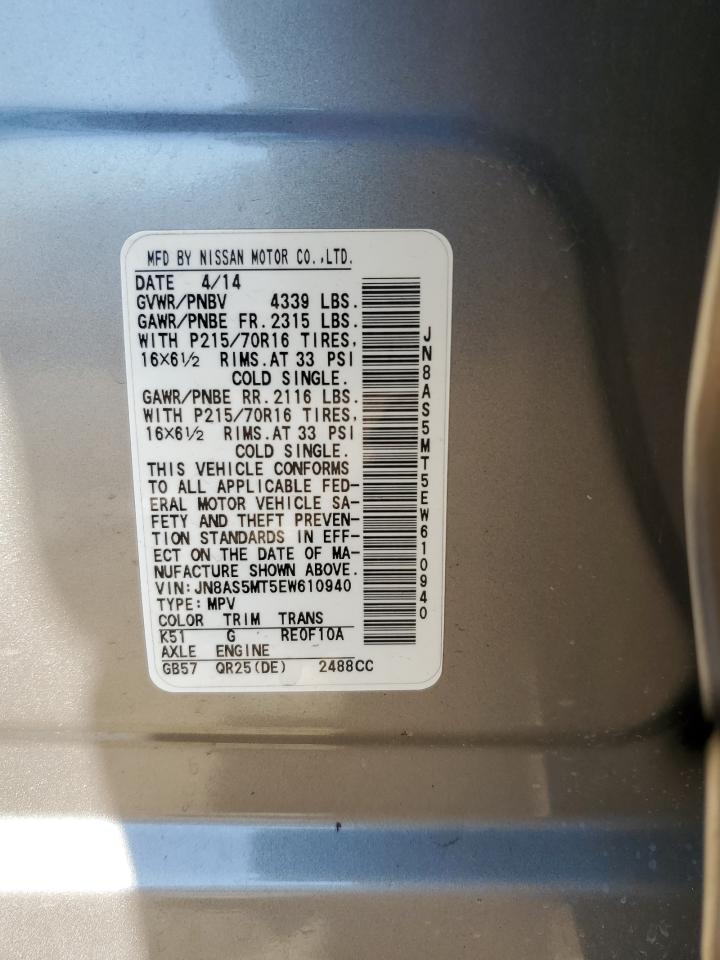 MFD BY NISSAN MOTOR CO.,LTD.
DATE 4/14
GVWR/PNBV 4339 LBS.
GAWR/PNBE FR. 2315 LBS.
WITH P215/70R16 TIRES,
16X6½ RIMS.AT 33 PSI
COLD SINGLE.
GAWR/PNBE RR. 2116 LBS.
WITH P215/70R16 TIRES,
16X6½ RIMS.AT 33 PSI
COLD SINGLE.
THIS VEHICLE CONFORMS
TO ALL APPLICABLE FED-
ERAL MOTOR VEHICLE SA-
FETY AND THEFT PREVEN-
TION STANDARDS IN EFF-
ECT ON THE DATE OF MA-
NUFACTURE SHOWN ABOVE.
VIN:JN8AS5MT5EW610940
TYPE:MPV
COLOR TRIM TRANS
K51 G RE0F10A
AXLE ENGINE
GB57 QR25(DE) 2488CC
JN8AS5MT5EW610940